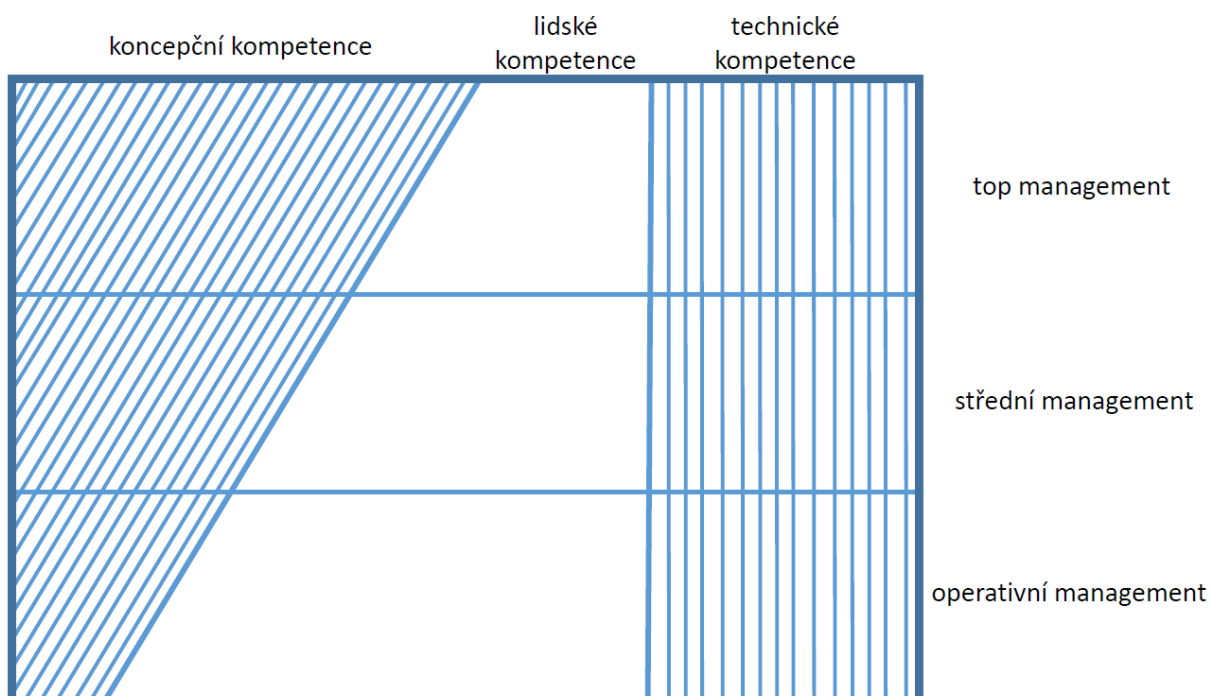 koncepční kompetence
lidské
kompetence
technické
kompetence
top management
střední management
operativní management